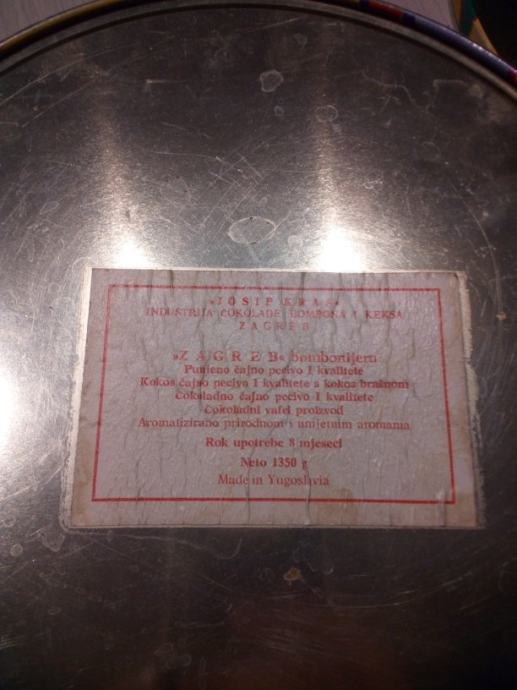 »JOSIP KRAŠ«
INDUSTRIJA ČOKOLADE BOMBONA I KEKSA
ZAGREB
»ZAGREB« bombonijera
Punjeno čajno pecivo I kvalitete
Kokos čajno pecivo I kvalitete s kokos brašnom
Čokoladno čajno pecivo I kvalitete
Čokoladni vafel proizvod
Aromatizirano prirodnom i umjetnim aromama
Rok upotrebe 8 mjeseci
Neto 1350 g
Made in Yugoslavia